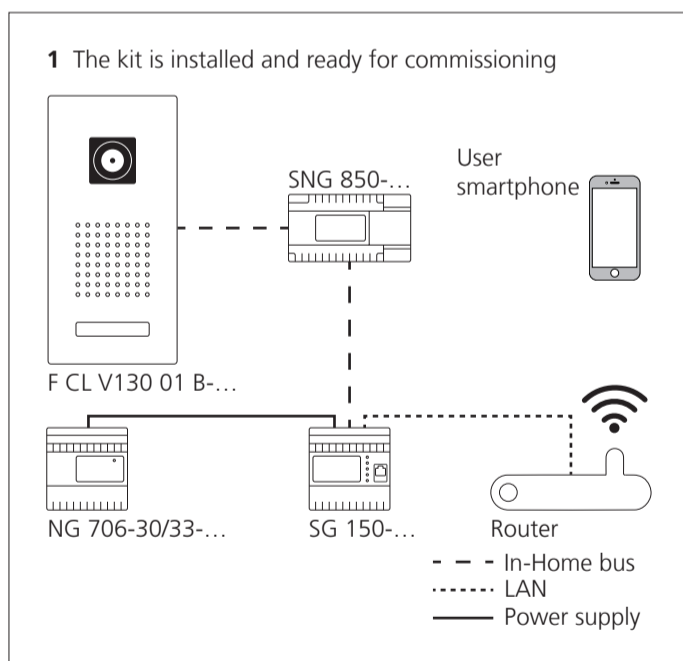 1 The kit is installed and ready for commissioning
User
smartphone
SNG 850-...
F CL V130 01 B-...
NG 706-30/33-...
SG 150-...
Router
In-Home bus
LAN
Power supply